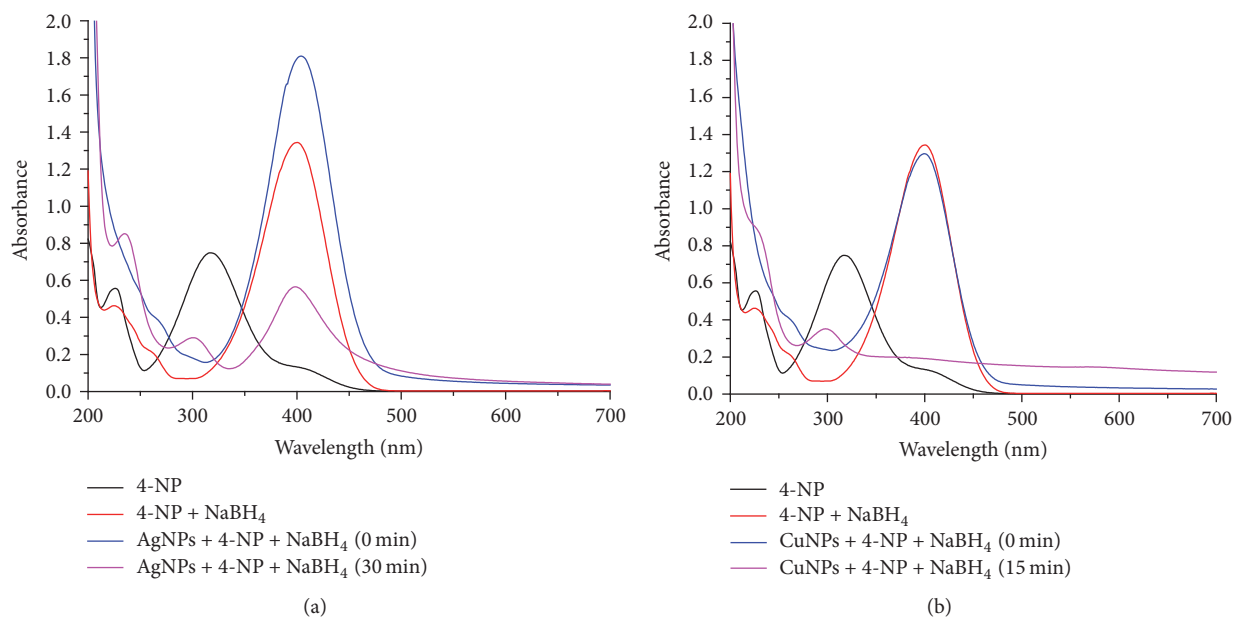 2.0
1.8
1.6
1.4
1.2
1.0
0.8
0.6
0.4
0.2
0.0
Absorbance
200 300 400 500 600 700
Wavelength (nm)
4-NP
4-NP + NaBH₄
AgNPs + 4-NP + NaBH₄ (0 min)
AgNPs + 4-NP + NaBH₄ (30 min)
(a)
2.0
1.8
1.6
1.4
1.2
1.0
0.8
0.6
0.4
0.2
0.0
Absorbance
200 300 400 500 600 700
Wavelength (nm)
4-NP
4-NP + NaBH₄
CuNPs + 4-NP + NaBH₄ (0 min)
CuNPs + 4-NP + NaBH₄ (15 min)
(b)